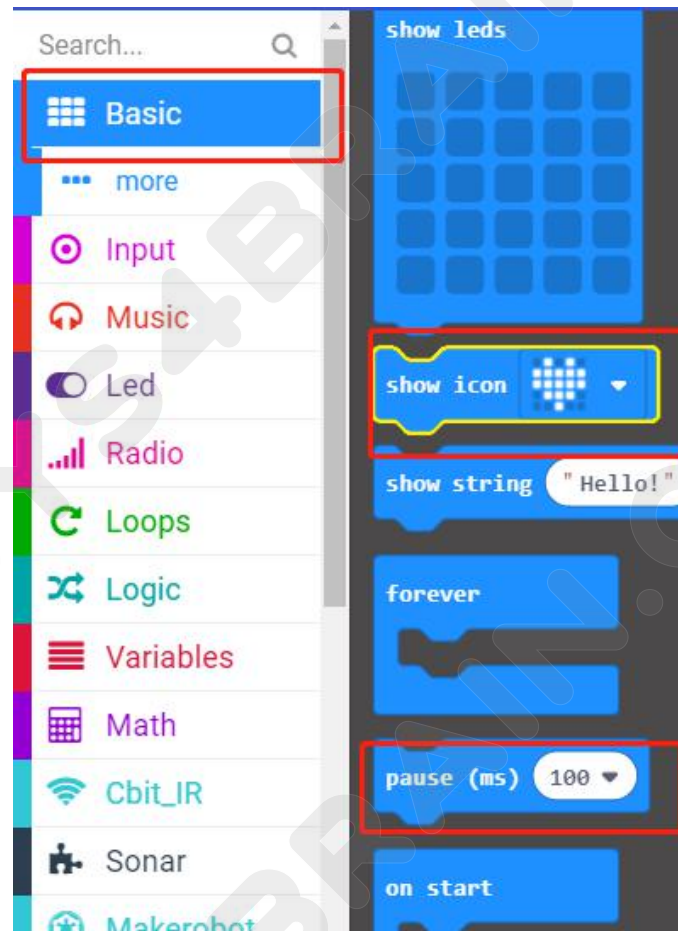 Search...
Basic
more
Input
Music
Led
Radio
Loops
Logic
Variables
Math
Cbit_IR
Sonar
Makerobot
show leds
show icon
show string "Hello!"
forever
pause (ms) 100
on start